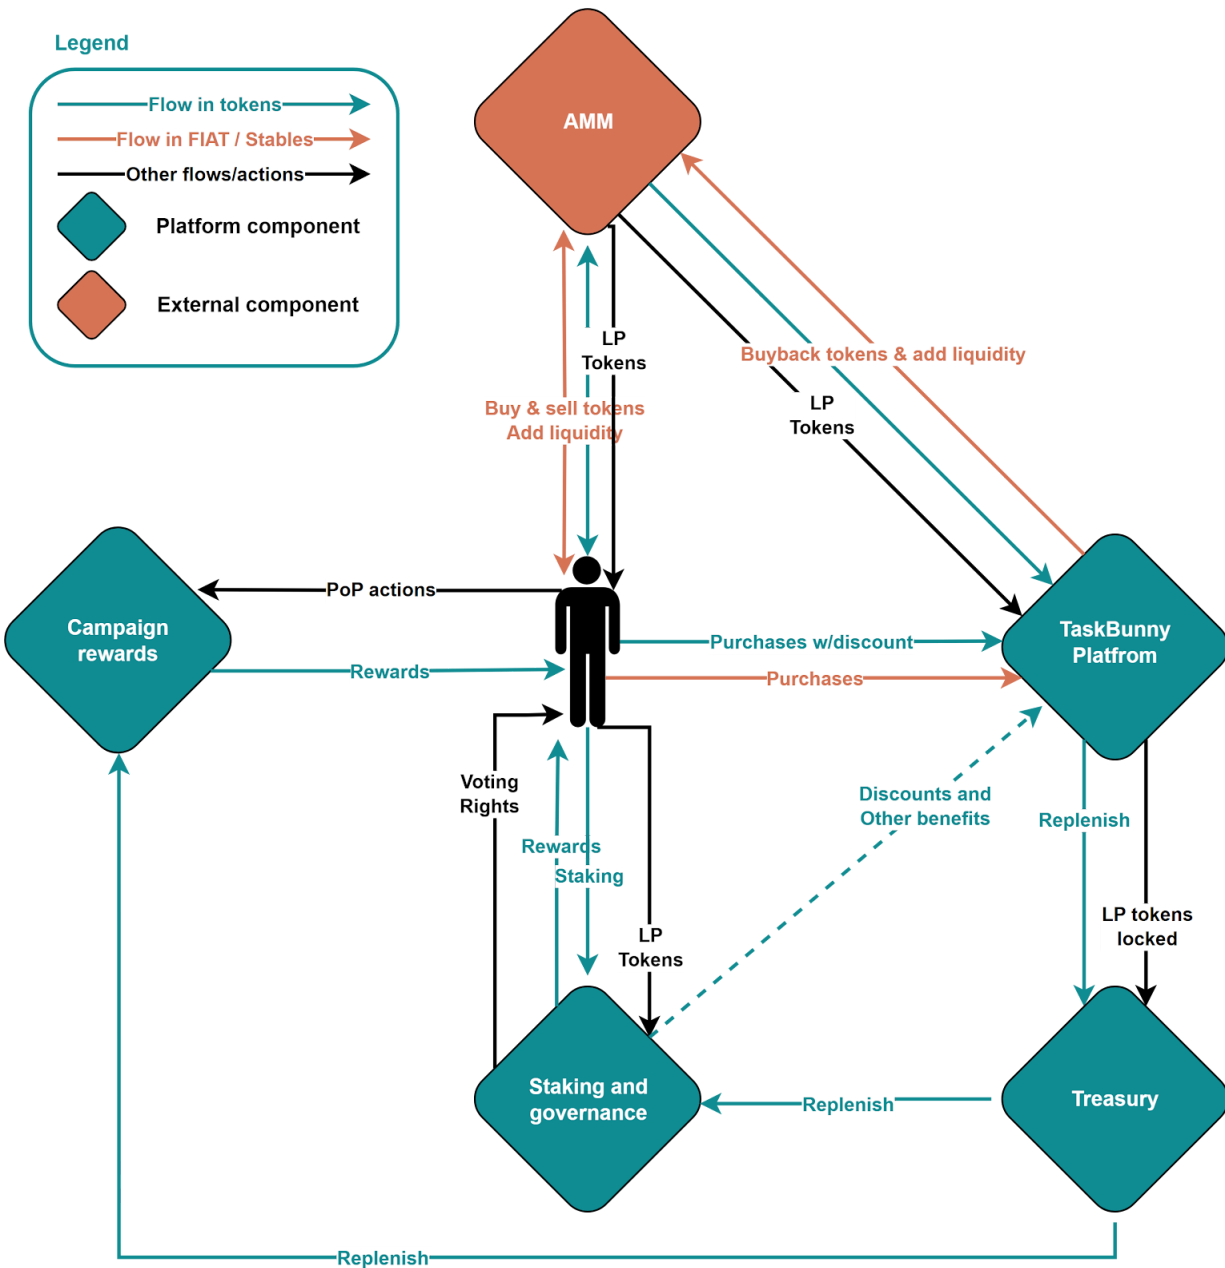 Legend
Flow in tokens
Flow in FIAT / Stables
Other flows/actions
Platform component
External component
AMM
LP
Tokens
Buy & sell tokens
Add liquidity
Buyback tokens & add liquidity
LP
Tokens
Campaign
rewards
PoP actions
Rewards
Purchases w/discount
Purchases
TaskBunny
Platfrom
Voting
Rights
Rewards
Staking
LP
Tokens
Discounts and
Other benefits
Replenish
LP tokens
locked
Staking and
governance
Replenish
Treasury
Replenish